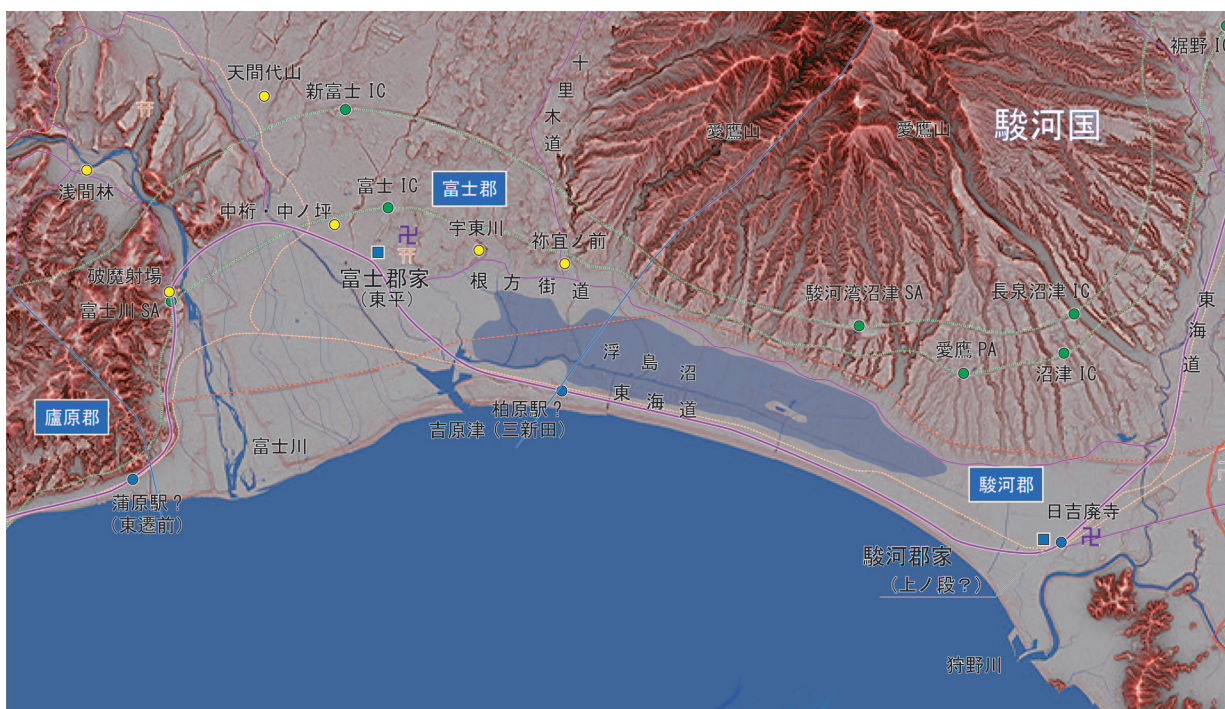 天間代山
新富士 IC
十里木道
裾野 IC
愛鷹山
愛鷹山
駿河国
浅間林
富士 IC
富士郡
中桁・中ノ坪
宇東川
祢宜ノ前
富士郡家
(東平)
根方街道
破魔射場
富士川 SA
駿河湾沼津 SA
長泉沼津 IC
東海道
愛鷹 PA
沼津 IC
浮島沼
東海道
柏原駅？
吉原津（三新田）
廬原郡
富士川
蒲原駅？
（東遷前）
駿河郡
日吉廃寺
駿河郡家
（上ノ段？）
狩野川